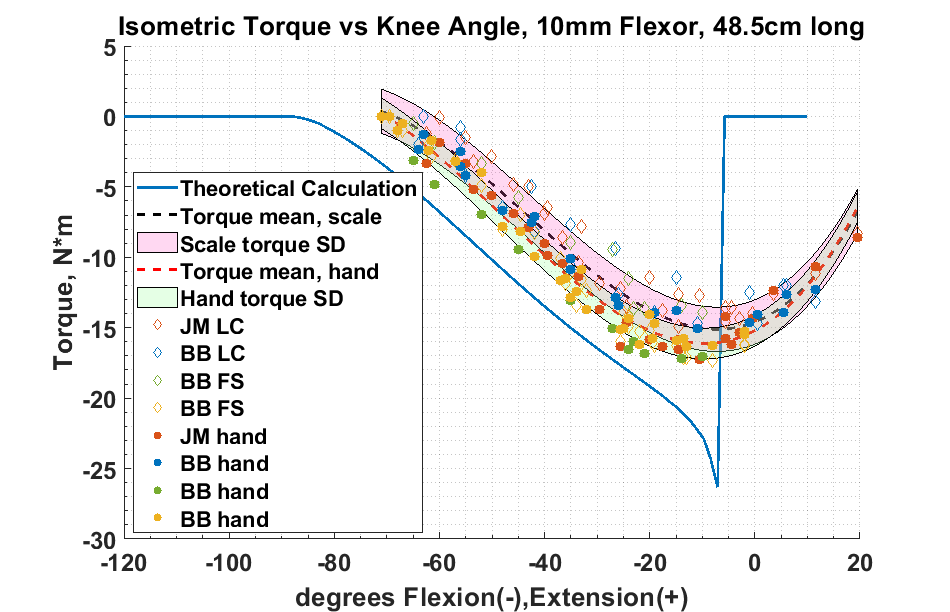 Isometric Torque vs Knee Angle, 10mm Flexor, 48.5cm long
5
0
-5
-10
-15
-20
-25
-30
Torque, N*m
Theoretical Calculation
Torque mean, scale
Scale torque SD
Torque mean, hand
Hand torque SD
JM LC
BB LC
BB FS
BB FS
JM hand
BB hand
BB hand
BB hand
-120 -100 -80 -60 -40 -20 0 20
degrees Flexion(-),Extension(+)